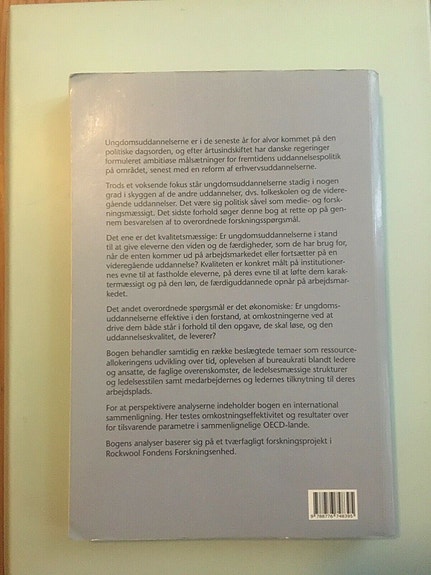 Ungdomsuddannelserne er i de seneste år for alvor kommet på den
politiske dagsorden, og efter årtusindskiftet har danske regeringer
formuleret ambitiøse målsætninger for fremtidens uddannelsespolitik
på området, senest med en reform af erhvervsuddannelserne.
Trods et voksende fokus står ungdomsuddannelserne stadig i nogen
grad i skyggen af de andre uddannelser, dvs. folkeskolen og de videre-
gående uddannelser. Det være sig politisk såvel som medie- og forsk-
ningsmæssigt. Det sidste forhold søger denne bog at rette op på gen-
nem besvarelsen af to overordnede forskningsspørgsmål.
Det ene er det kvalitetsmæssige: Er ungdomsuddannelserne i stand
til at give eleverne den viden og de færdigheder, som de har brug for,
når de enten kommer ud på arbejdsmarkedet eller fortsætter på en
videregående uddannelse? Kvaliteten er konkret målt på institutioner-
nes evne til at fastholde eleverne, på deres evne til at løfte dem karak-
termæssigt og på den løn, de færdiguddannede opnår på arbejdsmar-
kedet.
Det andet overordnede spørgsmål er det økonomiske: Er ungdoms-
uddannelserne effektive i den forstand, at omkostningerne ved at
drive dem både står i forhold til den opgave, de skal løse, og den
uddannelseskvalitet, de leverer?
Bogen behandler samtidig en række beslægtede temaer som ressource-
allokeringens udvikling over tid, oplevelsen af bureaukrati blandt ledere
og ansatte, de faglige overenskomster, de ledelsesmæssige strukturer
og ledelsesstilen samt medarbejdernes og ledernes tilknytning til deres
arbejdsplads.
For at perspektivere analyserne indeholder bogen en international
sammenligning. Her testes omkostningseffektivitet og resultater over
for tilsvarende parametre i sammenlignelige OECD-lande.
Bogens analyser baserer sig på et tværfagligt forskningsprojekt i
Rockwool Fondens Forskningsenhed.
9 788776 748395